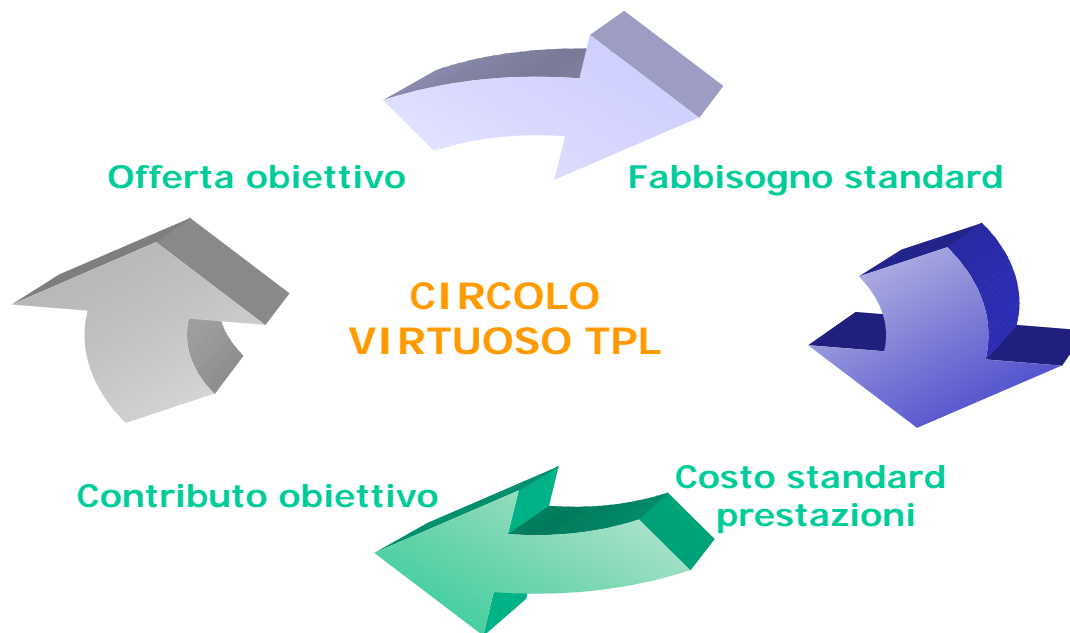 Offerta obiettivo
Fabbisogno standard
CIRCOLO
VIRTUOSO TPL
Contributo obiettivo
Costo standard
prestazioni